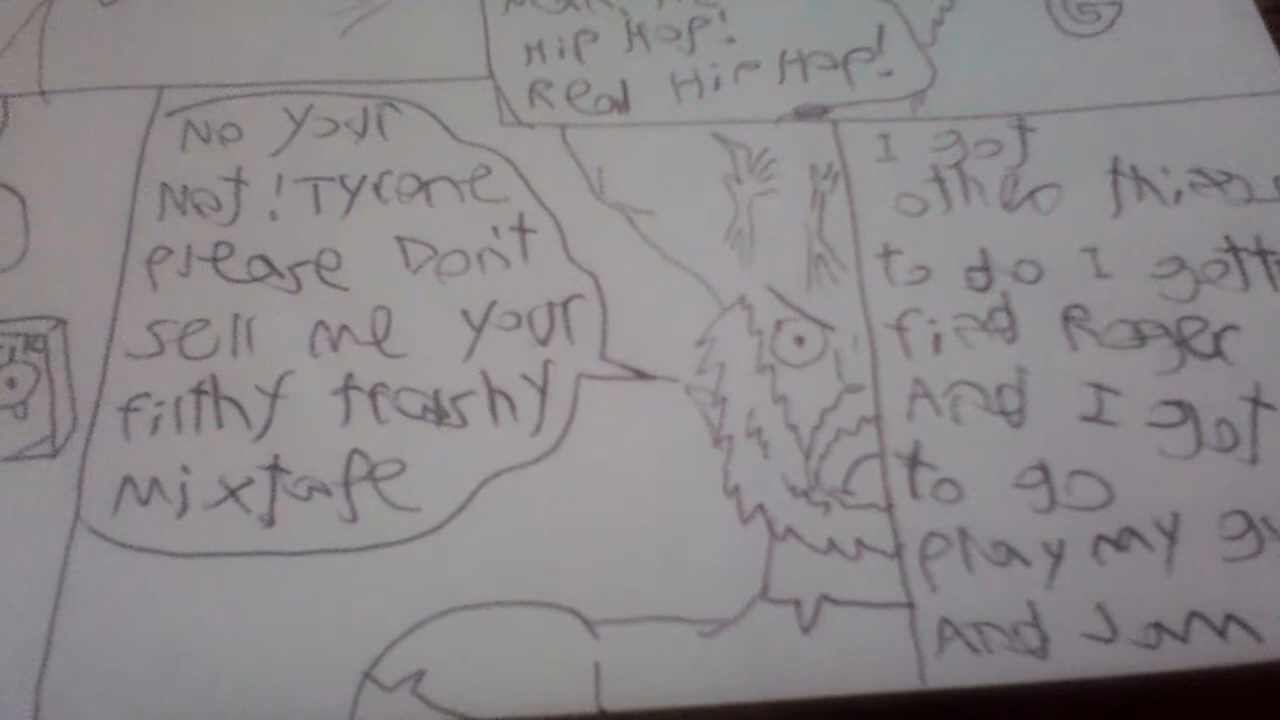 Hip Hop!
Real Hip Hop!
No your
Not! Tyrone
please Don't
sell me your
filthy trashy
mixtape
I got
to do I
find Roger
And I got
to go
play my
And Jam